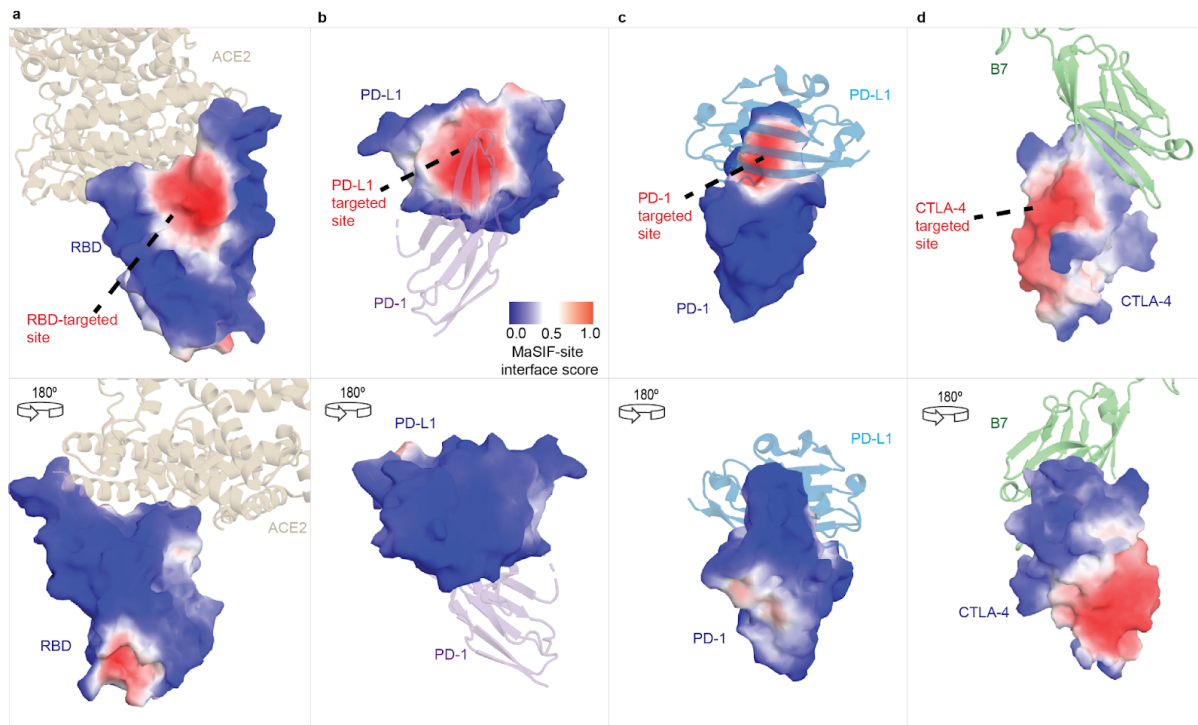 a
b
c
d
ACE2
RBD
RBD-targeted
site
PD-L1
PD-L1
targeted
site
PD-1
0.0 0.5 1.0
MaSIF-site
interface score
PD-L1
PD-1
targeted
site
PD-1
B7
CTLA-4
targeted
site
CTLA-4
180º
ACE2
RBD
180º
PD-L1
PD-1
180º
PD-L1
PD-1
180º
B7
CTLA-4